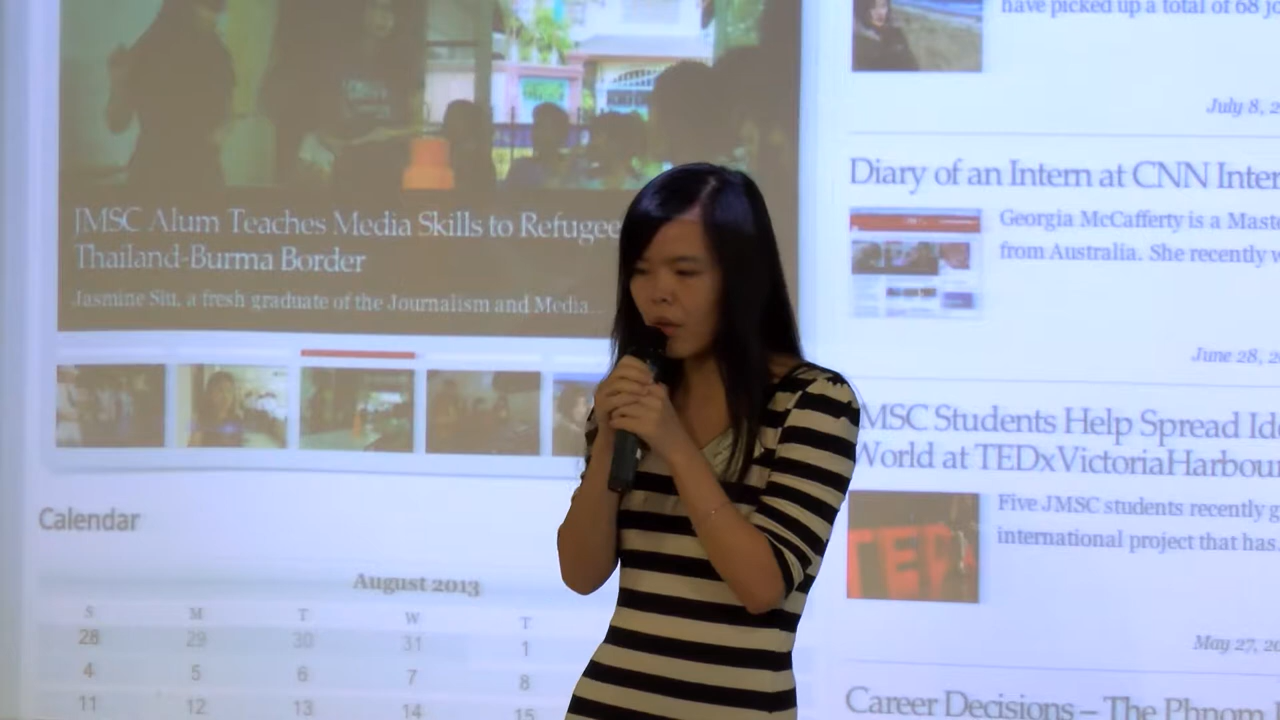 have picked up a total of 68
July 8,
JMSC Alum Teaches Media Skills to Refugee
Thailand-Burma Border
Jasmine Siu, a fresh graduate of the Journalism and Media...
Diary of an Intern at CNN
Georgia McCafferty is a
from Australia. She recently
June 28,
MSC Students Help Spread
World at TEDxVictoriaHarbour
Five JMSC students recently
international project that has
TED
May 27,
Career Decisions – The Phnom
Calendar
August 2013
S M T W T
28 29 30 31 1
4 5 6 7 8
11 12 13 14 15